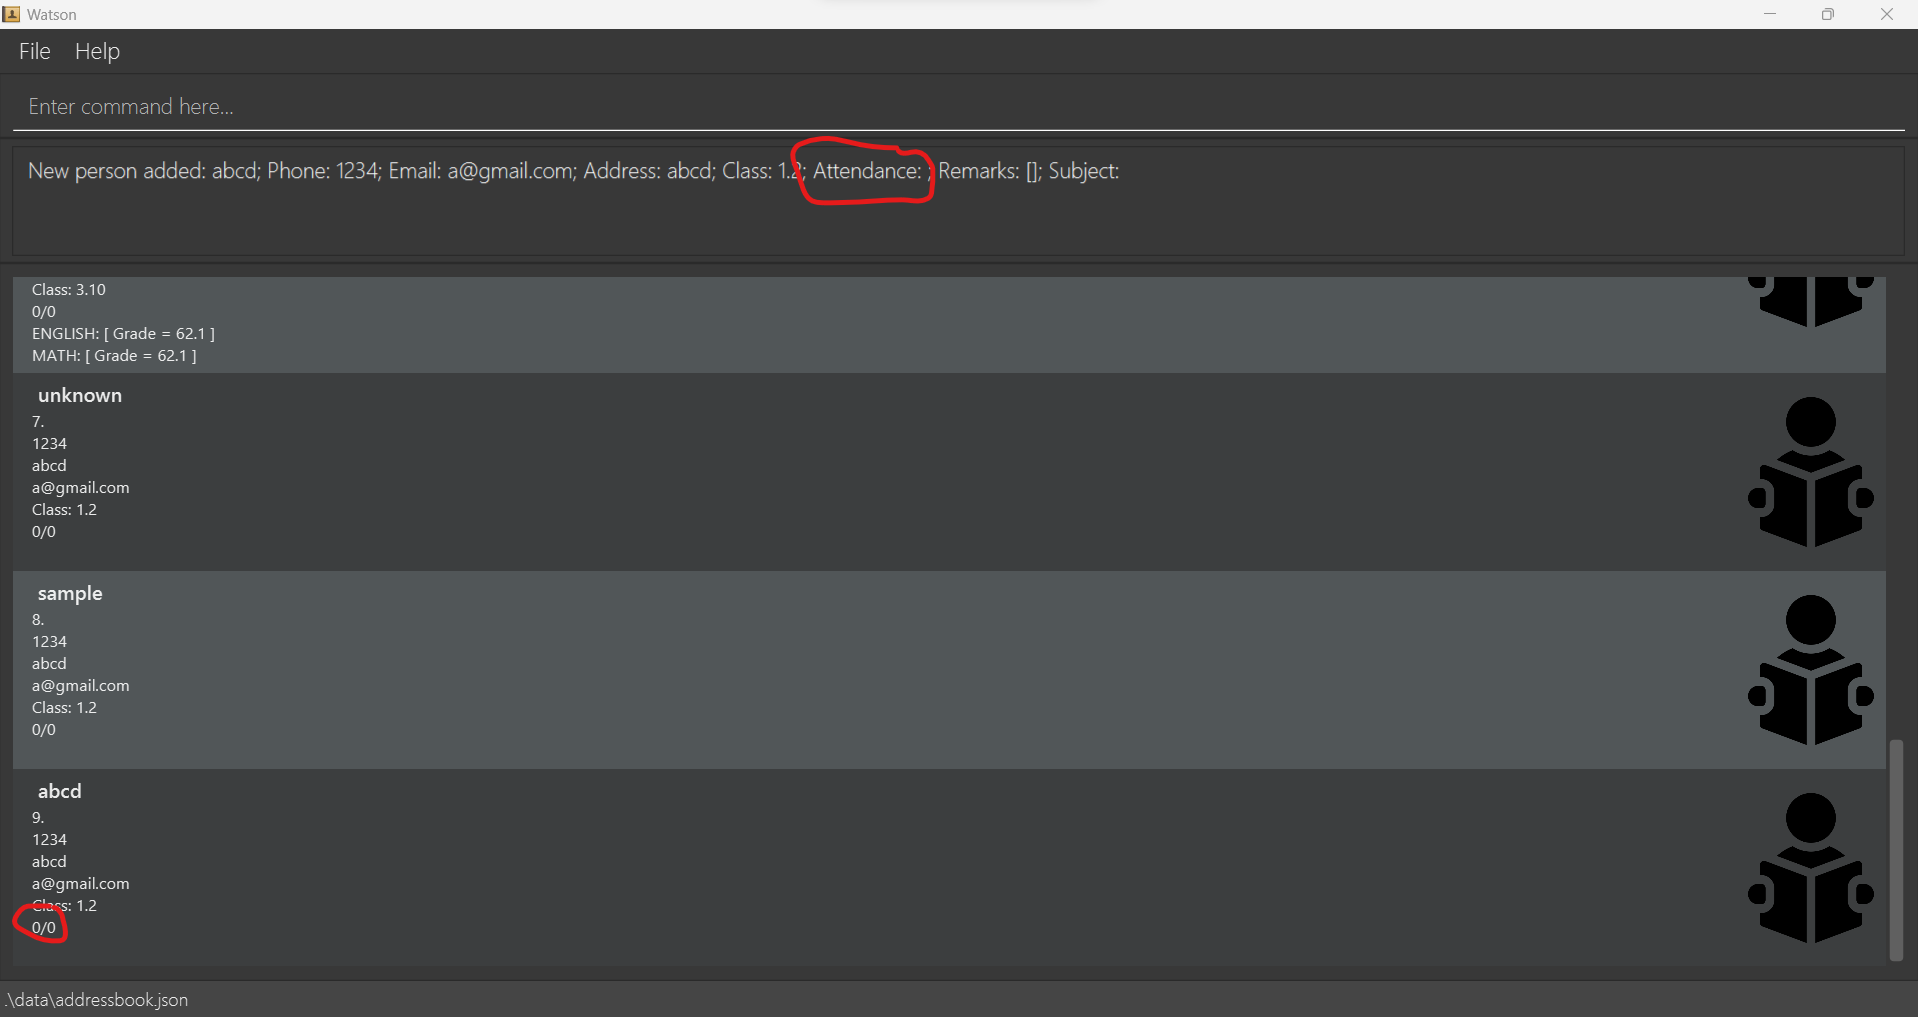 Watson
File Help
Enter command here...
New person added: abcd; Phone: 1234; Email: a@gmail.com; Address: abcd; Class: 1.2; Attendance: ; Remarks: []; Subject:
Class: 3.10
0/0
ENGLISH: [ Grade = 62.1 ]
MATH: [ Grade = 62.1 ]
unknown
7.
1234
abcd
a@gmail.com
Class: 1.2
0/0
sample
8.
1234
abcd
a@gmail.com
Class: 1.2
0/0
abcd
9.
1234
abcd
a@gmail.com
Class: 1.2
0/0
.\data\addressbook.json